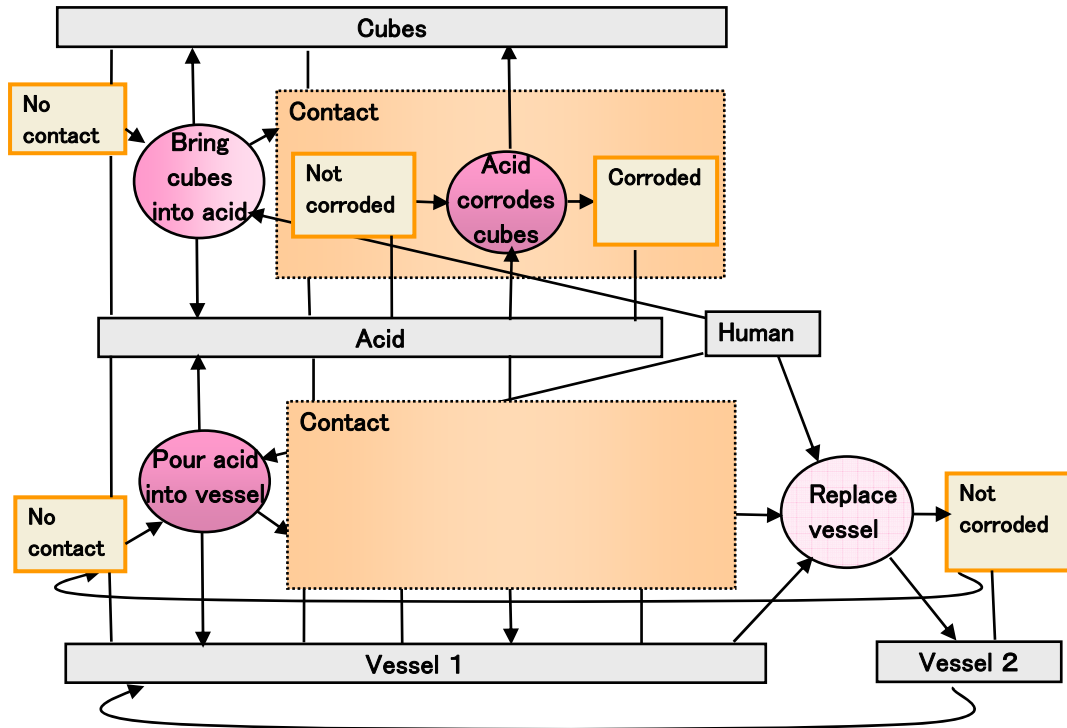 Cubes
No
contact
Contact
Bring
cubes
into acid
Not
corroded
Acid
corrodes
cubes
Corroded
Acid
Human
Contact
Pour acid
into vessel
No
contact
Replace
vessel
Not
corroded
Vessel 1
Vessel 2